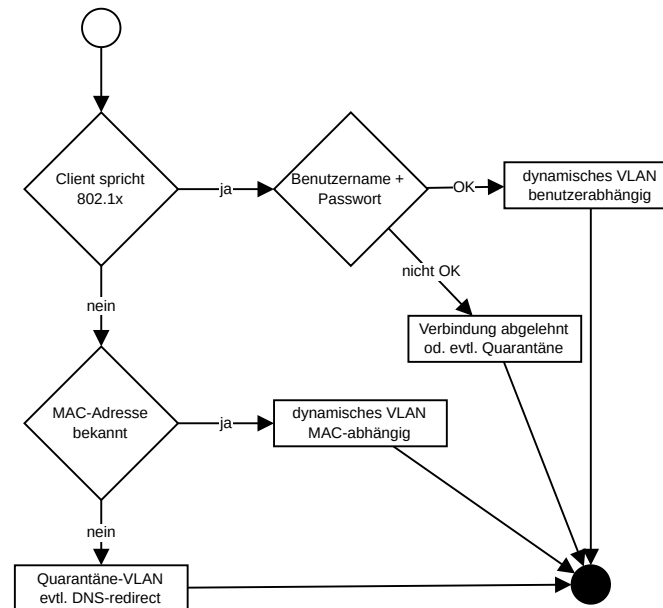 Client spricht
802.1x
ja
Benutzername +
Passwort
OK
dynamisches VLAN
benutzerabhängig
nicht OK
Verbindung abgelehnt
od. evtl. Quarantäne
nein
MAC-Adresse
bekannt
ja
dynamisches VLAN
MAC-abhängig
nein
Quarantäne-VLAN
evtl. DNS-redirect